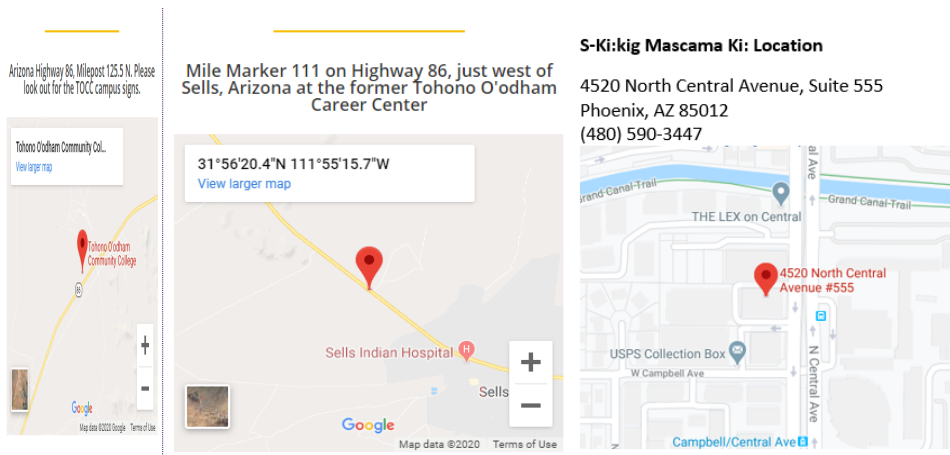 Arizona Highway 86, Milepost 125.5 N. Please
look out for the TOCC campus signs.
Tohono O'odham Community Col...
View larger map
Tohono O'odham
Community College
86
+
−
Google
Map data ©2020 Google Terms of Use
Mile Marker 111 on Highway 86, just west of
Sells, Arizona at the former Tohono O'odham
Career Center
31°56'20.4"N 111°55'15.7"W
View larger map
Sells Indian Hospital
H
+
Sells
−
Google
Map data ©2020 Terms of Use
S-Ki:kig Mascama Ki: Location
4520 North Central Avenue, Suite 555
Phoenix, AZ 85012
(480) 590-3447
al Ave
Grand Canal-Trail
Grand Canal-Trail
THE LEX on Central
4520 North Central
Avenue #555
USPS Collection Box
W Campbell Ave
N Central Ave
Campbell/Central Ave